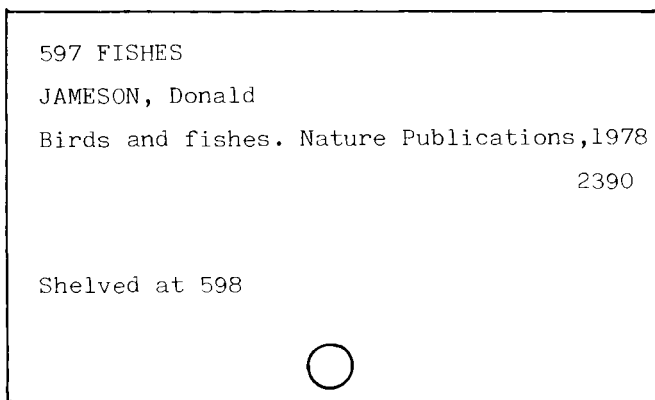 597 FISHES
JAMESON, Donald
Birds and fishes. Nature Publications,1978
2390
Shelved at 598